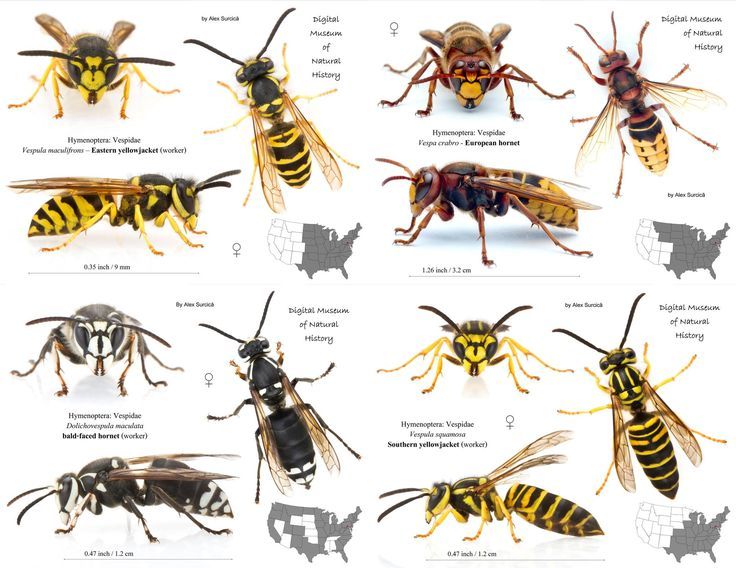 by Alex Surcică
Digital Museum
of
Natural
History
Hymenoptera: Vespidae
Vespula maculifrons – Eastern yellowjacket (worker)
♀
0.35 inch / 9 mm
♀
Digital Museum
of Natural
History
Hymenoptera: Vespidae
Vespa crabro - European hornet
by Alex Surcică
1.26 inch / 3.2 cm
By Alex Surcică
Digital Museum
of Natural
History
♀
Hymenoptera: Vespidae
Dolichovespula maculata
bald-faced hornet (worker)
0.47 inch / 1.2 cm
by Alex Surcică
Digital Museum
of Natural
History
Hymenoptera: Vespidae
♀
Vespula squamosa
Southern yellowjacket (worker)
0.47 inch / 1.2 cm